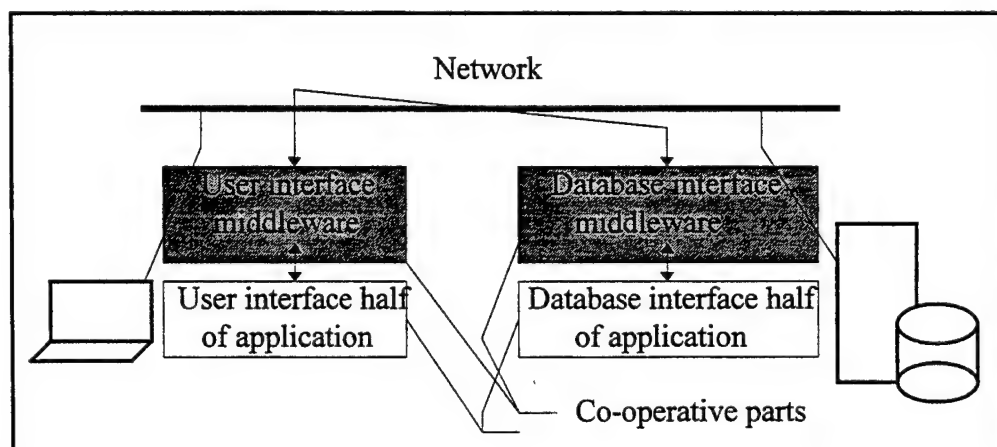 Network
User interface
middleware
Database interface
middleware
User interface half
of application
Database interface half
of application
Co-operative parts